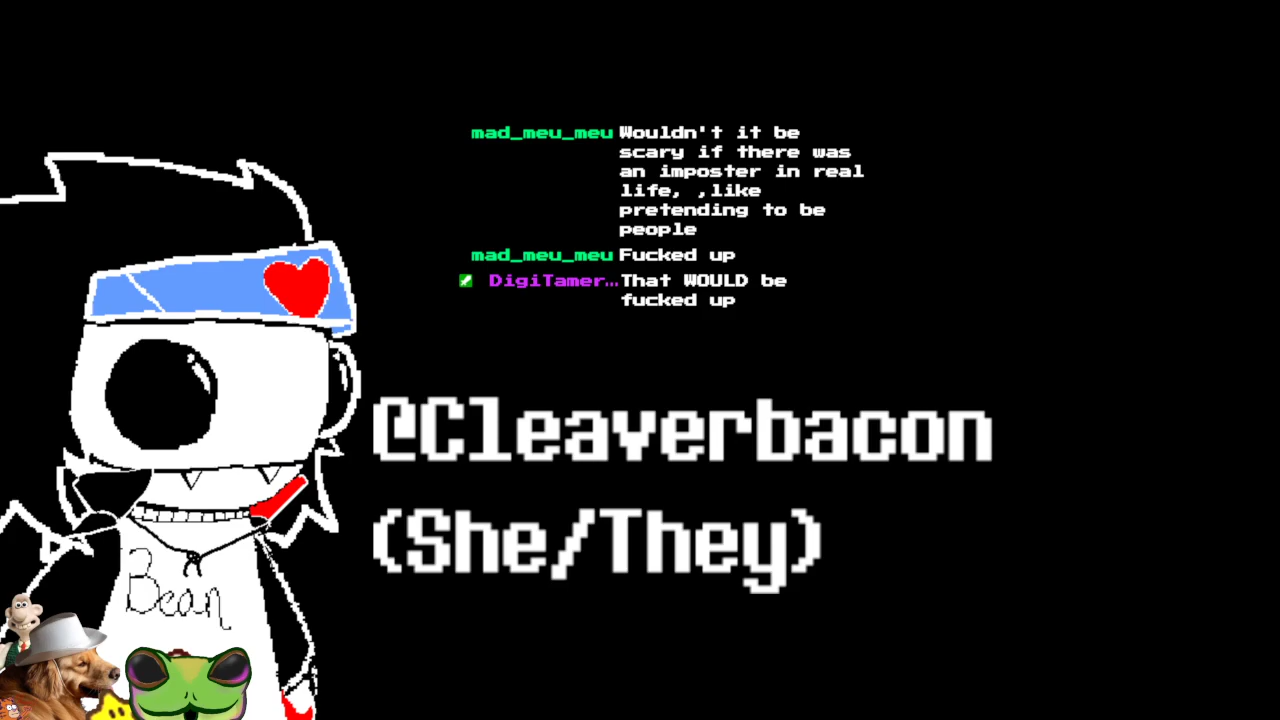 mad_meu_meu Wouldn't it be
scary if there was
an imposter in real
life, ,like
pretending to be
people
mad_meu_meu Fucked up
DigiTamer... That WOULD be
fucked up
@Cleaverbacon
(She/They)
Bean